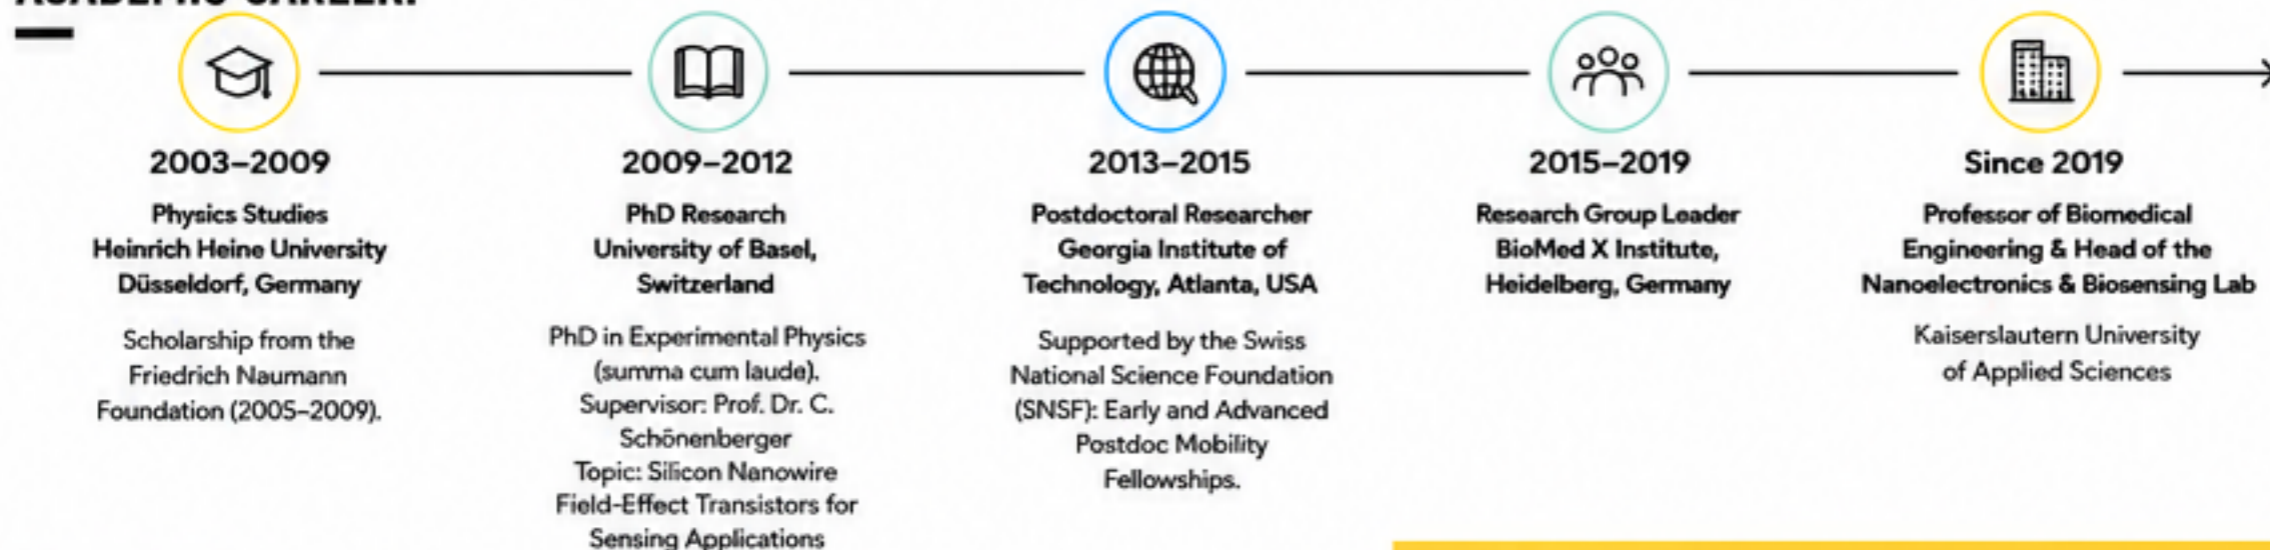 ACADEMIC CAREER:
2003–2009
Physics Studies
Heinrich Heine University
Düsseldorf, Germany
Scholarship from the
Friedrich Naumann
Foundation (2005–2009).
2009–2012
PhD Research
University of Basel,
Switzerland
PhD in Experimental Physics
(summa cum laude).
Supervisor: Prof. Dr. C.
Schönenberger
Topic: Silicon Nanowire
Field-Effect Transistors for
Sensing Applications
2013–2015
Postdoctoral Researcher
Georgia Institute of
Technology, Atlanta, USA
Supported by the Swiss
National Science Foundation
(SNSF): Early and Advanced
Postdoc Mobility
Fellowships.
2015–2019
Research Group Leader
BioMed X Institute,
Heidelberg, Germany
Since 2019
Professor of Biomedical
Engineering & Head of the
Nanoelectronics & Biosensing Lab
Kaiserslautern University
of Applied Sciences